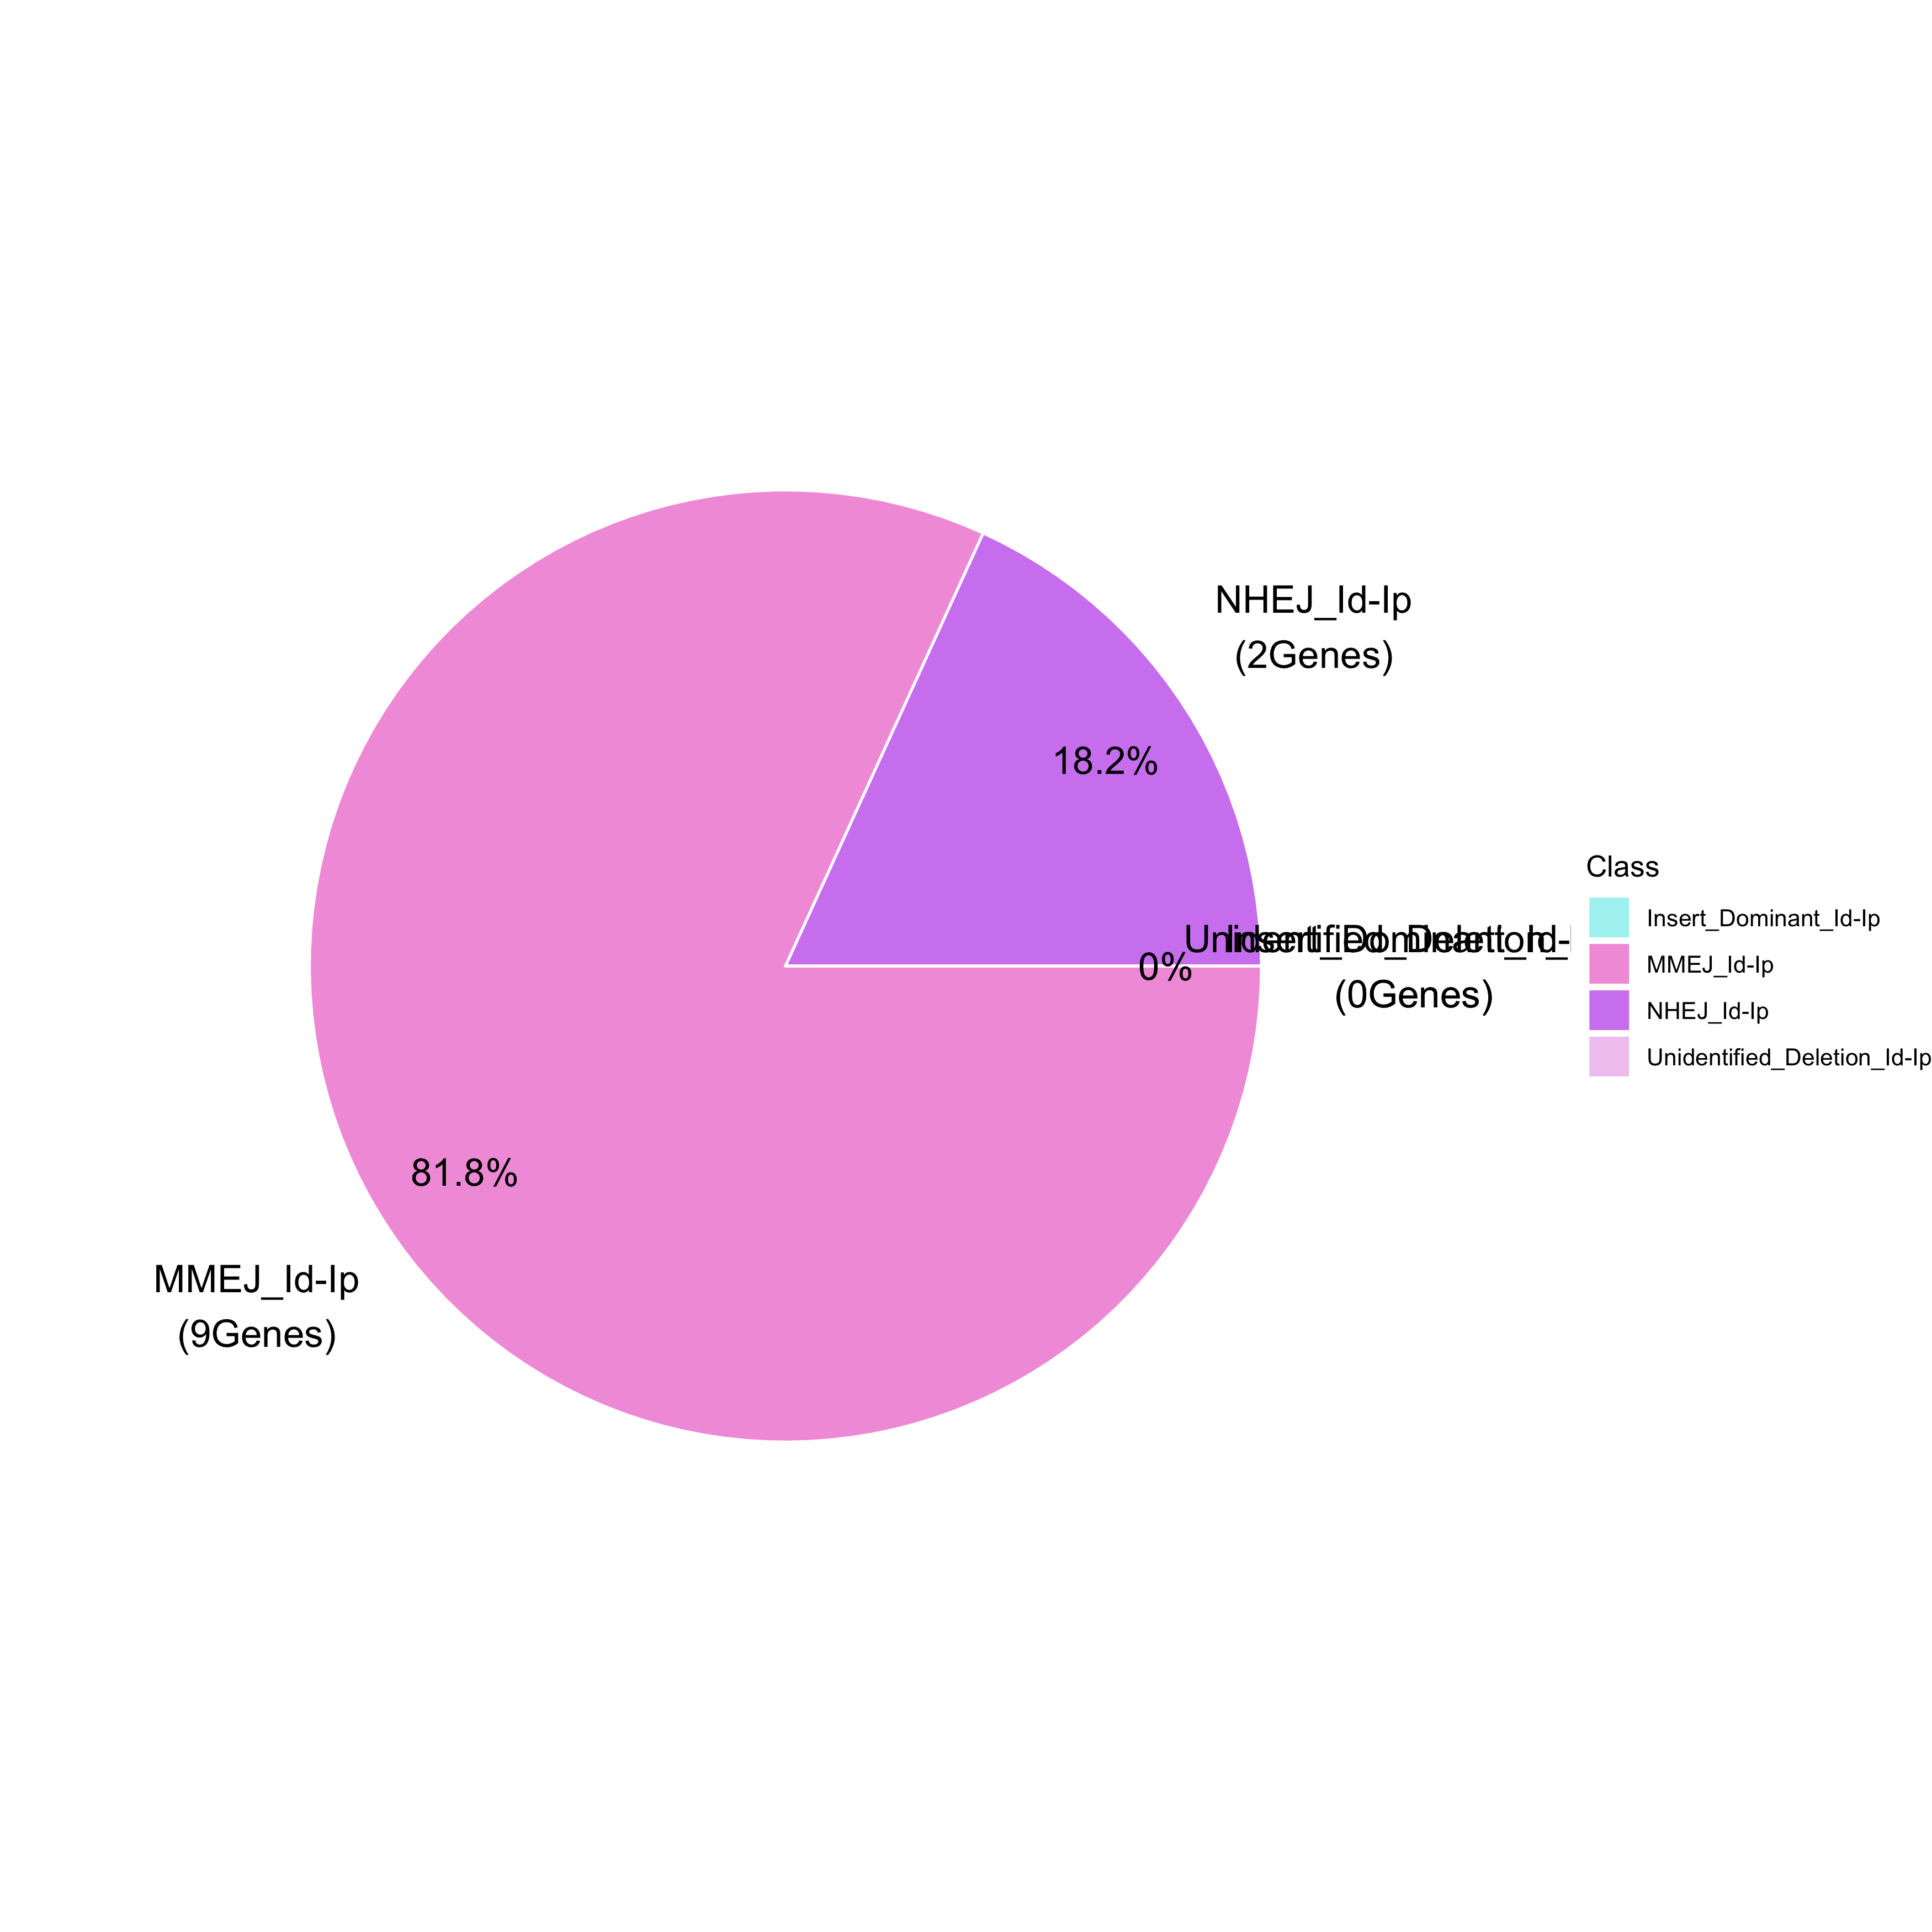 NHEJ_Id-Ip
(2Genes)
18.2%
0%
(0Genes)
81.8%
MMEJ_Id-Ip
(9Genes)
Class
Insert_Dominant_Id-Ip
MMEJ_Id-Ip
NHEJ_Id-Ip
Unidentified_Deletion_Id-Ip